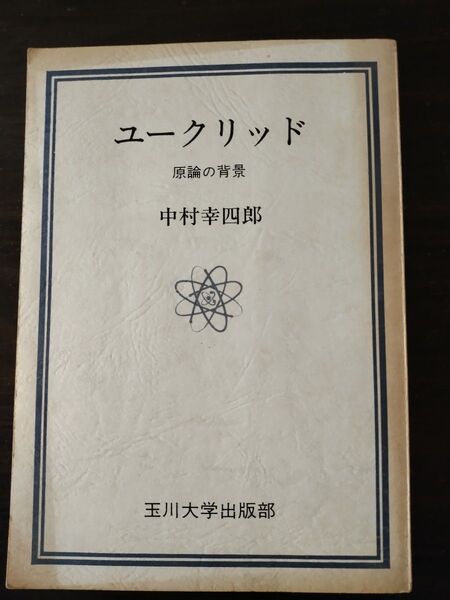 ユークリッド
原論の背景
中村幸四郎
玉川大学出版部